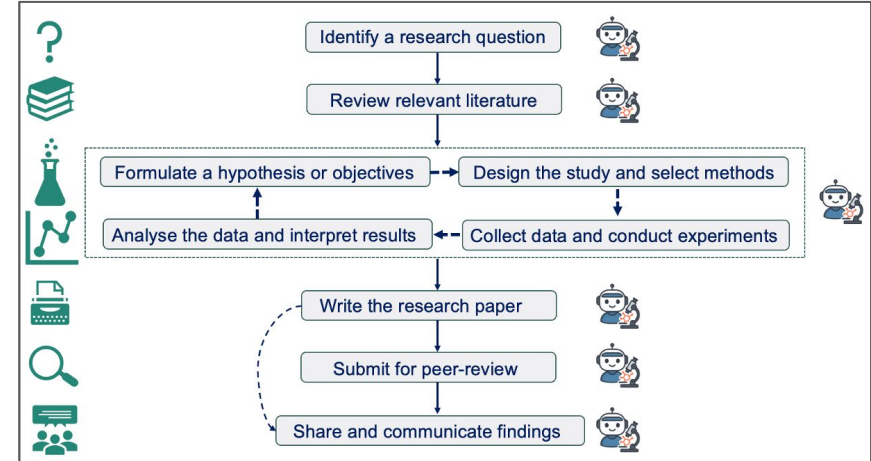 Identify a research question
Review relevant literature
Formulate a hypothesis or objectives
Design the study and select methods
Analyse the data and interpret results
Collect data and conduct experiments
Write the research paper
Submit for peer-review
Share and communicate findings